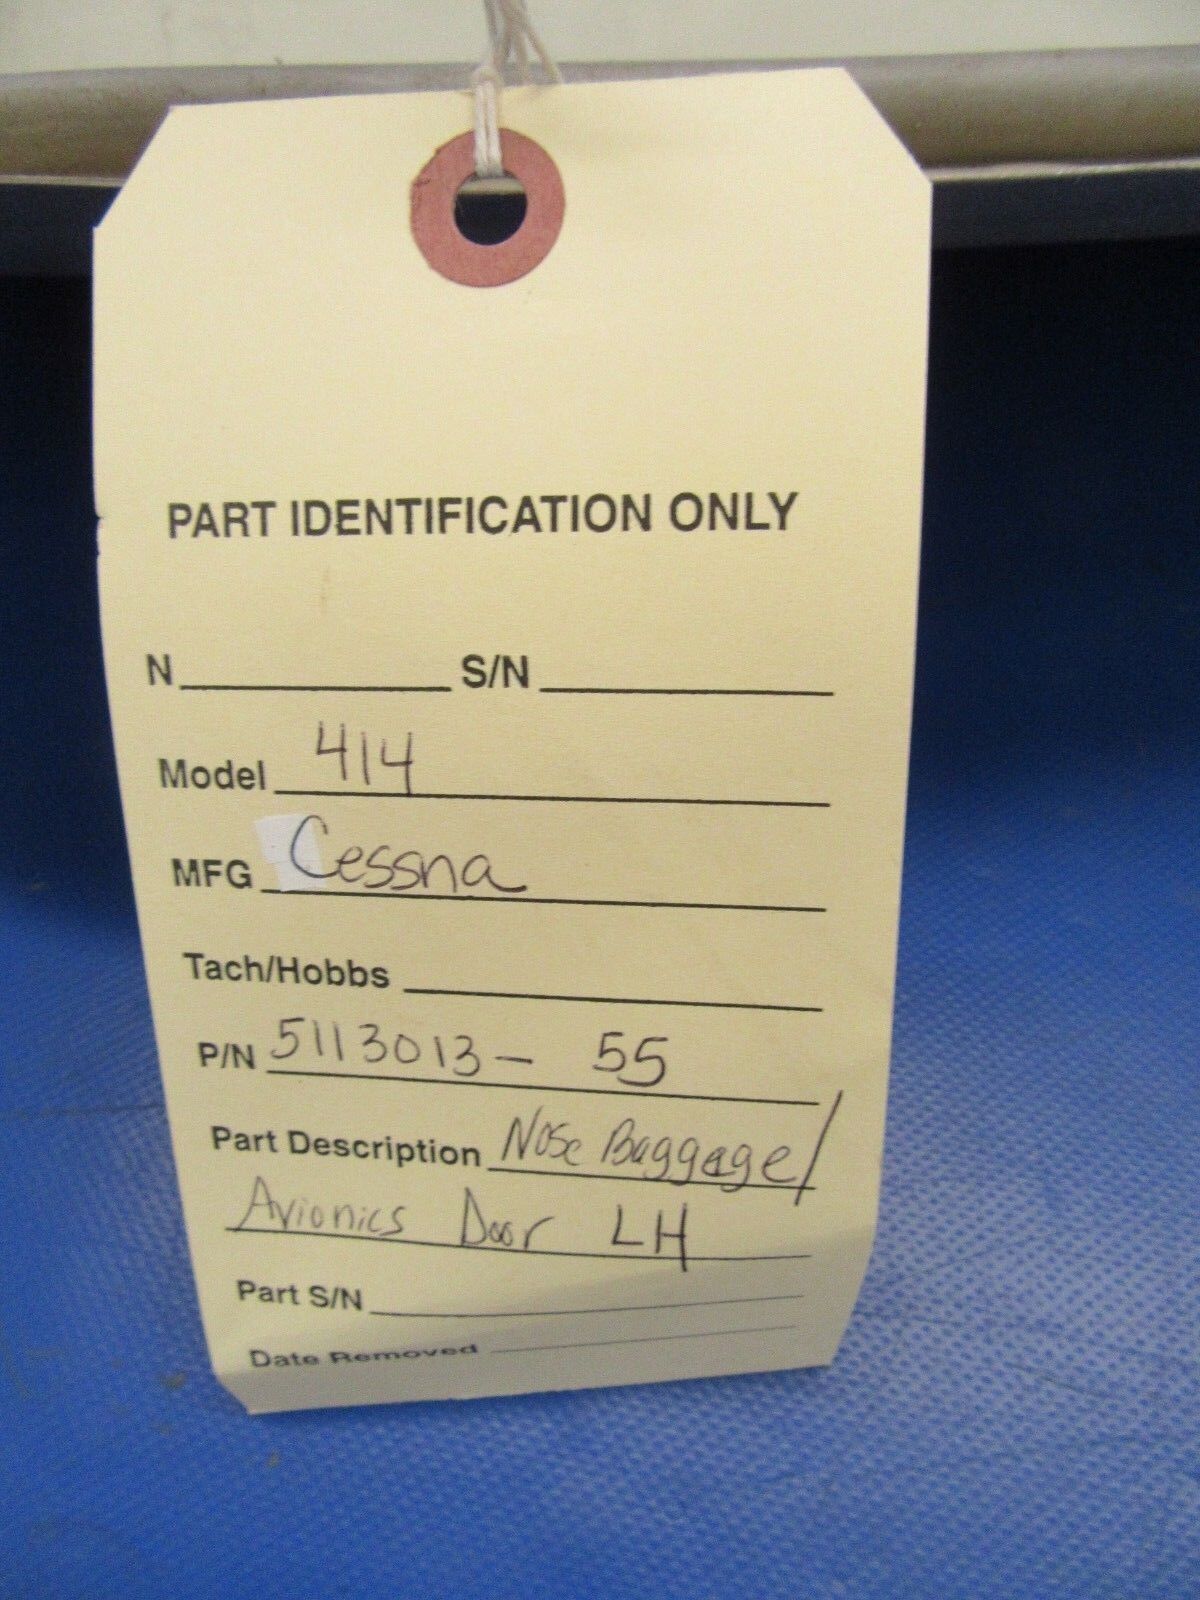 PART IDENTIFICATION ONLY
N S/N
Model 414
MFG Cessna
Tach/Hobbs
P/N 5113013- 55
Part Description Nose Baggage/
Avionics Door LH
Part S/N
Date Removed